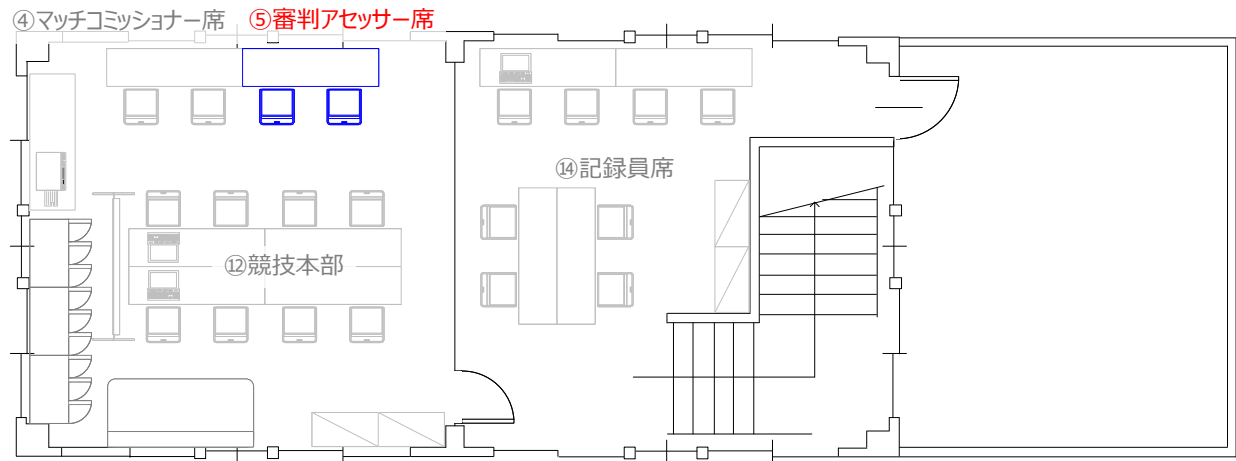 ④マッチコミッショナー席
⑤審判アセッサー席
⑭記録員席
⑫競技本部